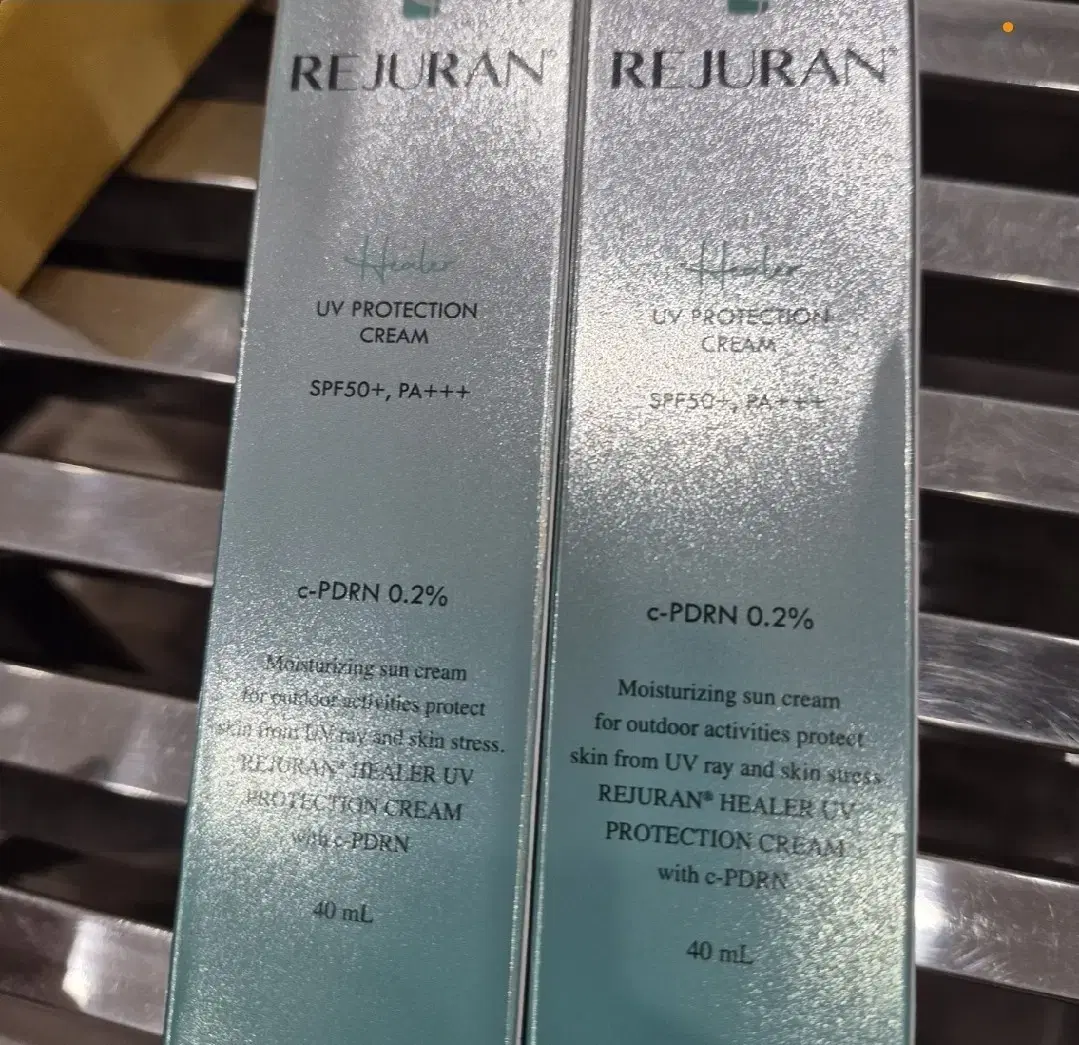 REJURAN®
Healer
UV PROTECTION
CREAM
SPF50+, PA+++
c-PDRN 0.2%
Moisturizing sun cream
for outdoor activities protect
skin from UV ray and skin stress.
REJURAN® HEALER UV
PROTECTION CREAM
with c-PDRN
40 mL
REJURAN®
Healer
UV PROTECTION
CREAM
SPF50+, PA+++
c-PDRN 0.2%
Moisturizing sun cream
for outdoor activities protect
skin from UV ray and skin stress.
REJURAN® HEALER UV
PROTECTION CREAM
with c-PDRN
40 mL